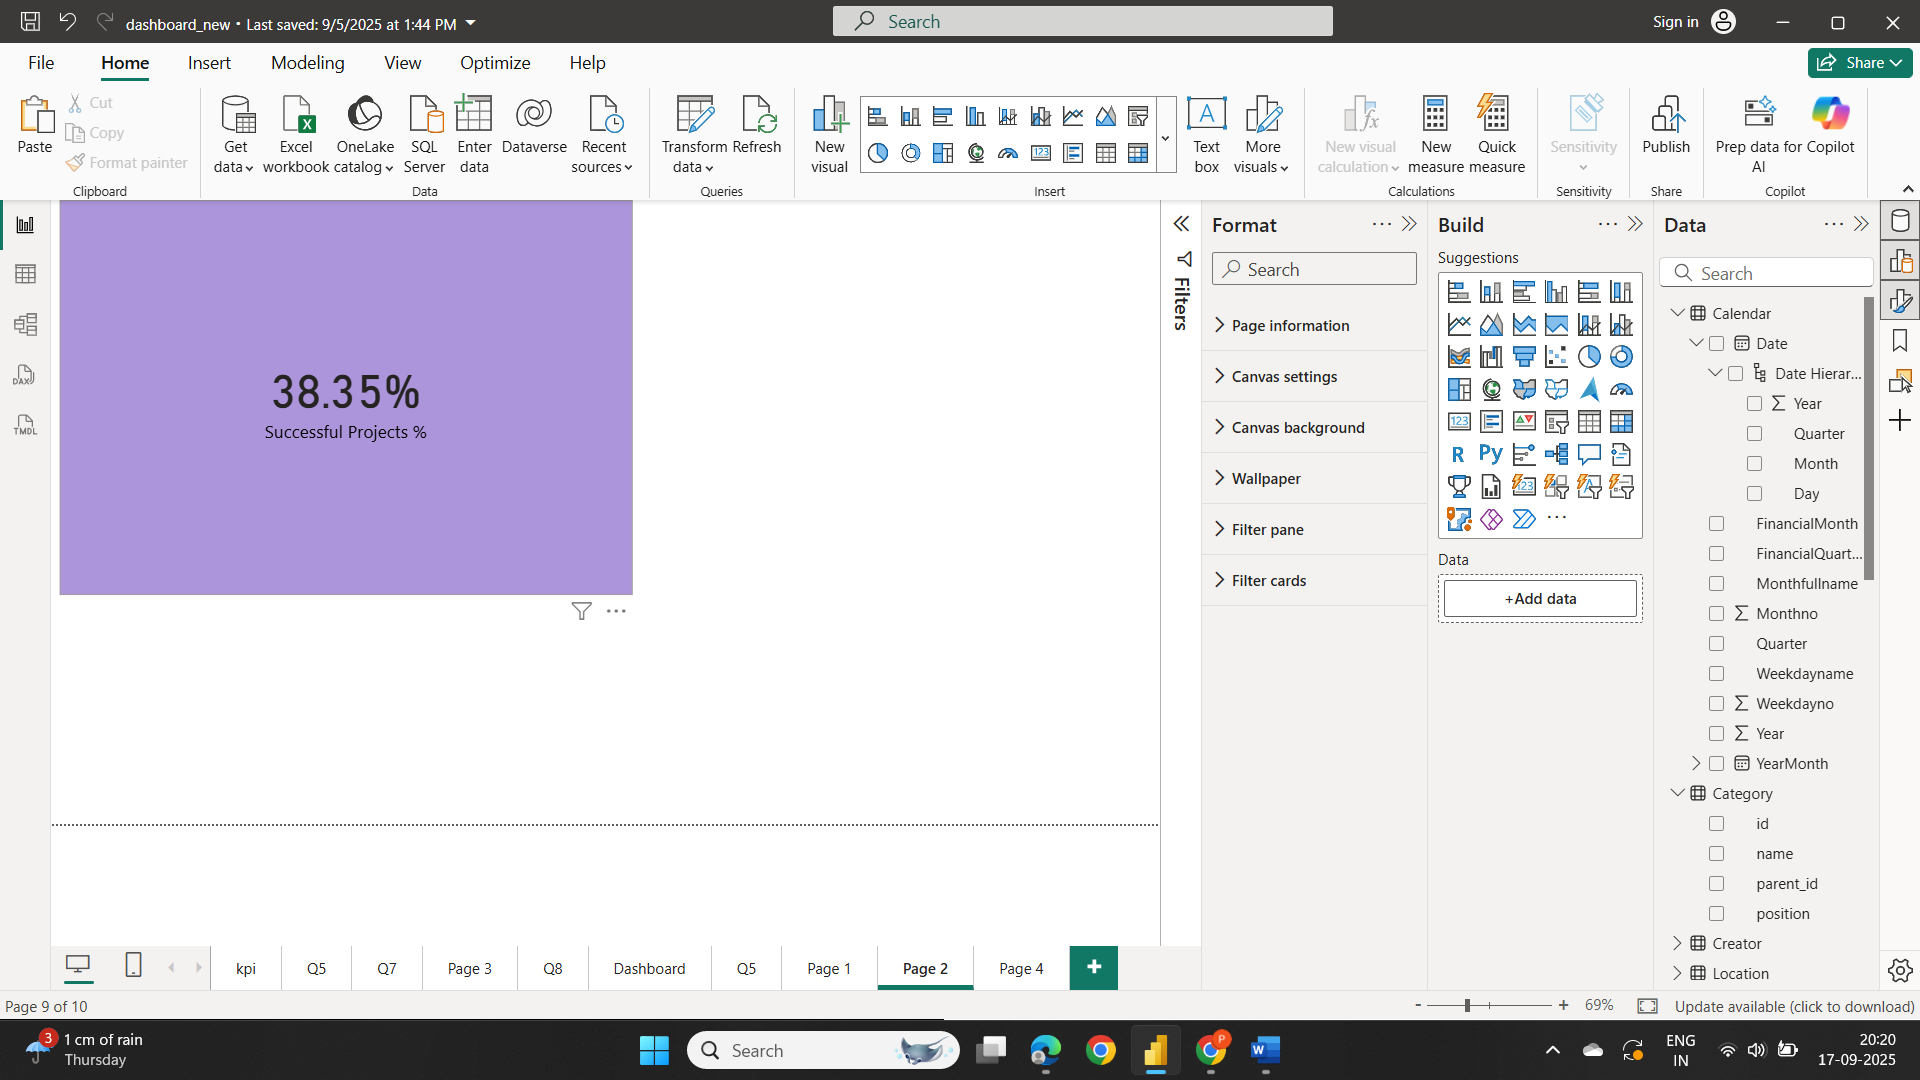 dashboard_new • Last saved: 9/5/2025 at 1:44 PM
Search
Sign in
File
Home
Insert
Modeling
View
Optimize
Help
Share
Paste
Cut
Copy
Format painter
Clipboard
Get data
Excel workbook
OneLake catalog
SQL Server
Enter data
Dataverse
Recent sources
Data
Transform data
Refresh
Queries
New visual
Text box
More visuals
Insert
New visual calculation
New measure
Quick measure
Calculations
Sensitivity
Sensitivity
Publish
Share
Prep data for AI
Copilot
Copilot
DAX
TMDL
38.35%
Successful Projects %
Filters
Format
Search
Page information
Canvas settings
Canvas background
Wallpaper
Filter pane
Filter cards
Build
Suggestions
123
R
Py
123
Data
+Add data
Data
Search
Calendar
Date
Date Hierar...
Year
Quarter
Month
Day
FinancialMonth
FinancialQuart...
Monthfullname
Monthno
Quarter
Weekdayname
Weekdayno
Year
YearMonth
Category
id
name
parent_id
position
Creator
Location
kpi
Q5
Q7
Page 3
Q8
Dashboard
Q5
Page 1
Page 2
Page 4
Page 9 of 10
69%
Update available (click to download)
3
1 cm of rain
Thursday
Search
P
W
ENG
IN
20:20
17-09-2025